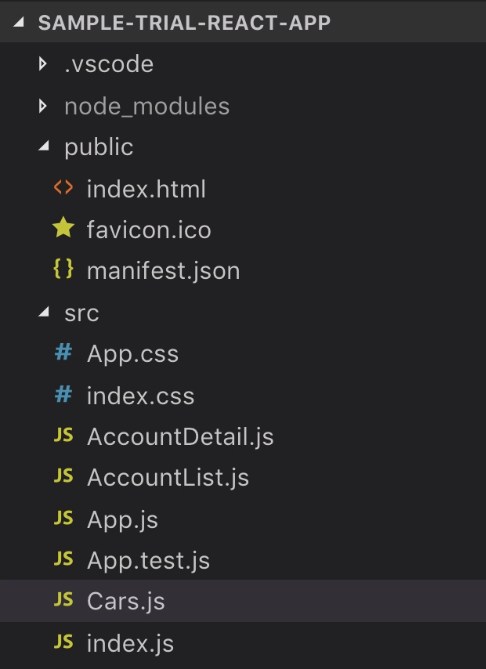 SAMPLE-TRIAL-REACT-APP
.vscode
node_modules
public
<> index.html
favicon.ico
{} manifest.json
src
# App.css
# index.css
JS AccountDetail.js
JS AccountList.js
JS App.js
JS App.test.js
JS Cars.js
JS index.js